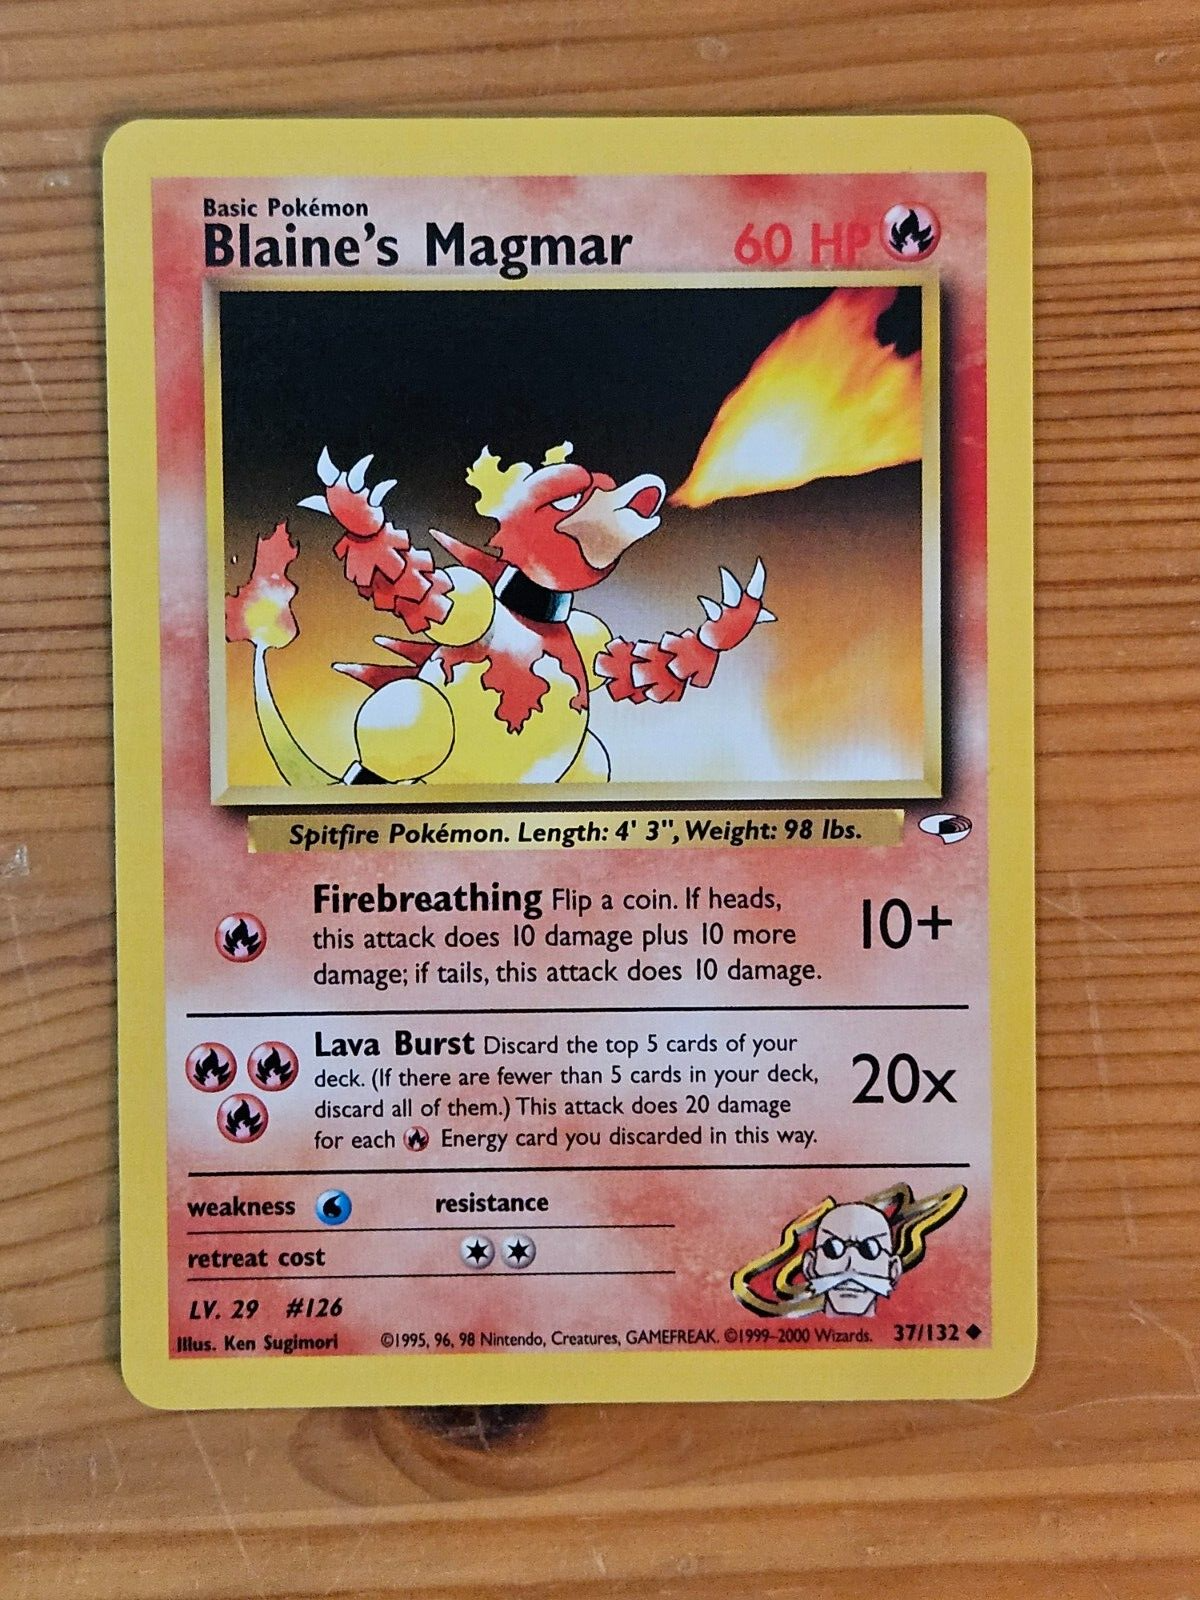 Basic Pokémon
Blaine's Magmar 60 HP
Spitfire Pokémon. Length: 4' 3", Weight: 98 lbs.
Firebreathing Flip a coin. If heads,
this attack does 10 damage plus 10 more
damage; if tails, this attack does 10 damage.
10+
Lava Burst Discard the top 5 cards of your
deck. (If there are fewer than 5 cards in your deck,
discard all of them.) This attack does 20 damage
for each Energy card you discarded in this way.
20x
weakness resistance
retreat cost
LV. 29 #126
Illus. Ken Sugimori ©1995, 96, 98 Nintendo, Creatures, GAMEFREAK. ©1999–2000 Wizards. 37/132